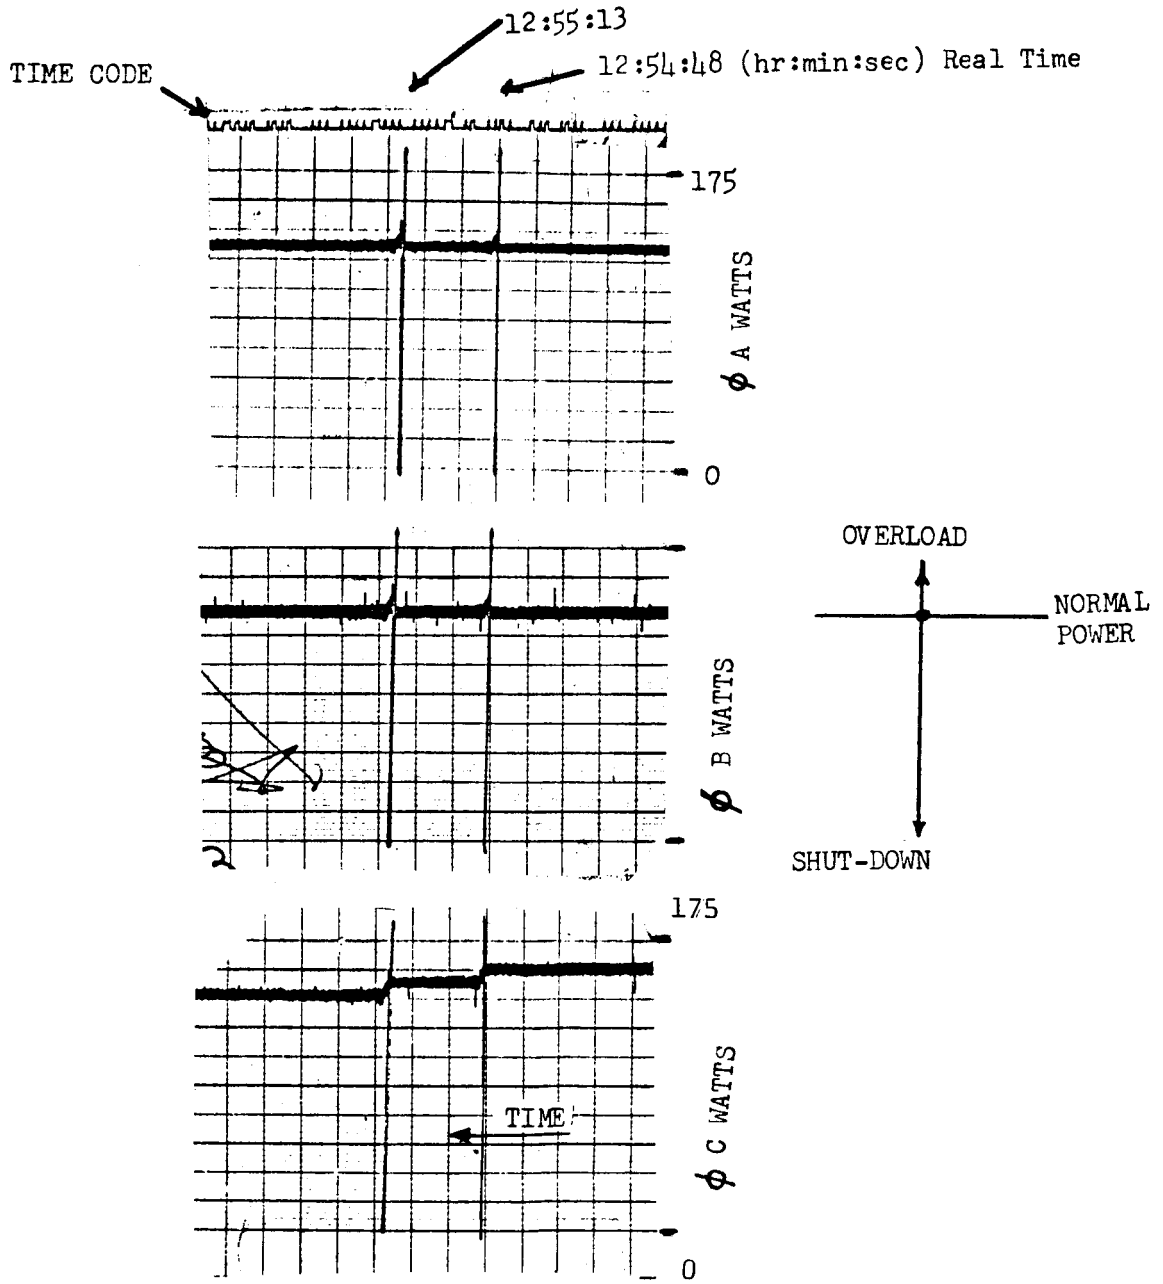 12:55:13
12:54:48 (hr:min:sec) Real Time
TIME CODE
175
ϕ A WATTS
0
OVERLOAD
NORMAL
POWER
ϕ B WATTS
SHUT-DOWN
175
TIME
ϕ C WATTS
0